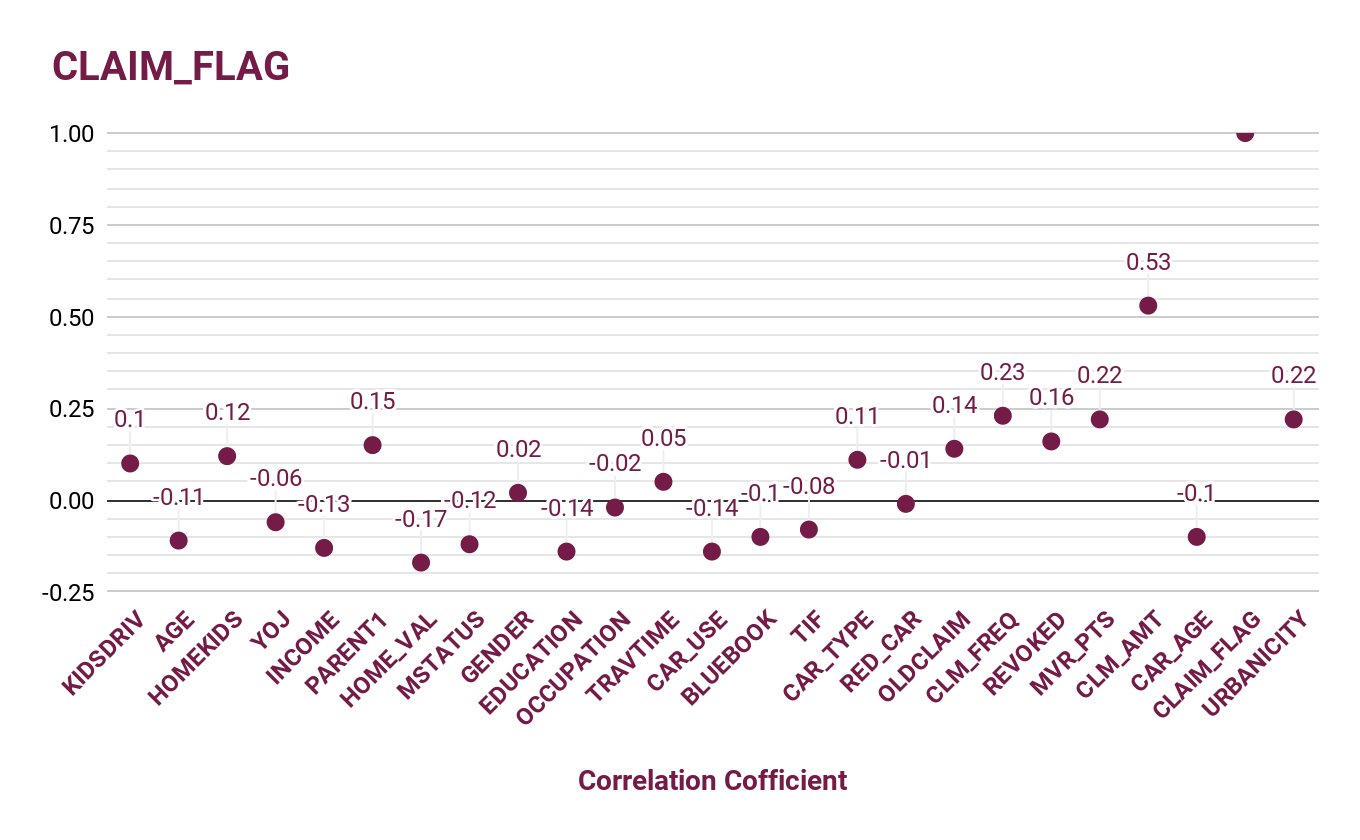 CLAIM_FLAG
1.00
0.75
0.50
0.25
0.00
-0.25
0.1
-0.11
0.12
-0.06
-0.13
0.15
-0.17
-0.12
0.02
-0.14
-0.02
0.05
-0.14
-0.1
-0.08
0.11
-0.01
0.14
0.23
0.16
0.22
0.53
-0.1
0.22
KIDSDRIV
AGE
HOMEKIDS
YOJ
INCOME
PARENT1
HOME_VAL
MSTATUS
GENDER
EDUCATION
OCCUPATION
TRAVTIME
CAR_USE
BLUEBOOK
TIF
CAR_TYPE
RED_CAR
OLDCLAIM
CLM_FREQ
REVOKED
MVR_PTS
CLM_AMT
CAR_AGE
CLAIM_FLAG
URBANICITY
Correlation Cofficient